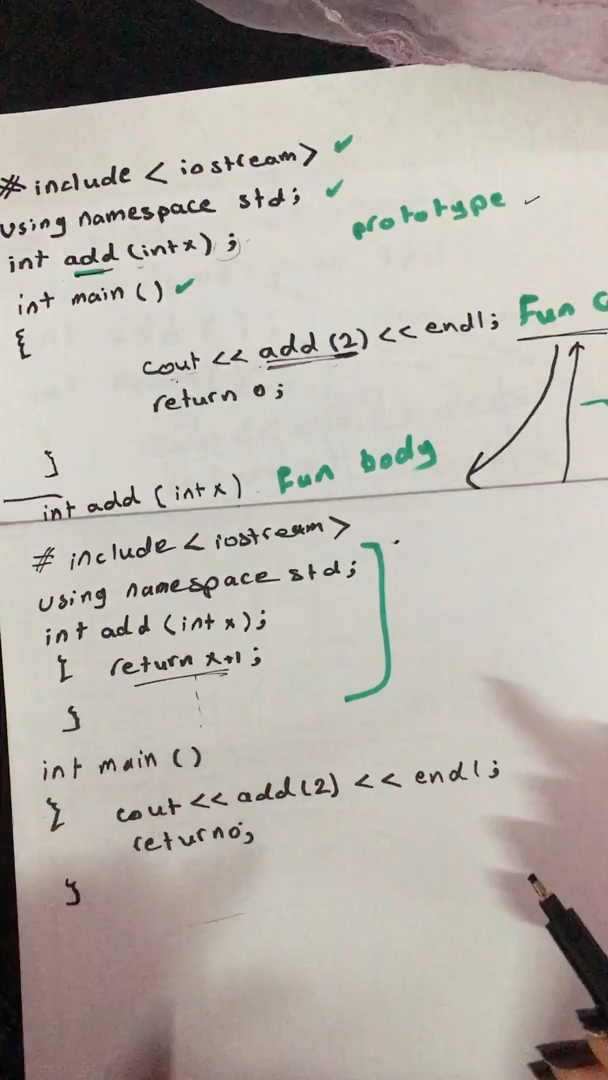 # include < iostream>
using namespace std;
int add (int x);
prototype
int main ()
{
cout << add (2) << endl;
Fun
return 0;
}
int add (int x)
Fun body
# include < iostream >
using namespace std;
int add (int x);
{ return x+1 ;
}
int main ()
{ cout << add(2) << endl;
return 0;
}